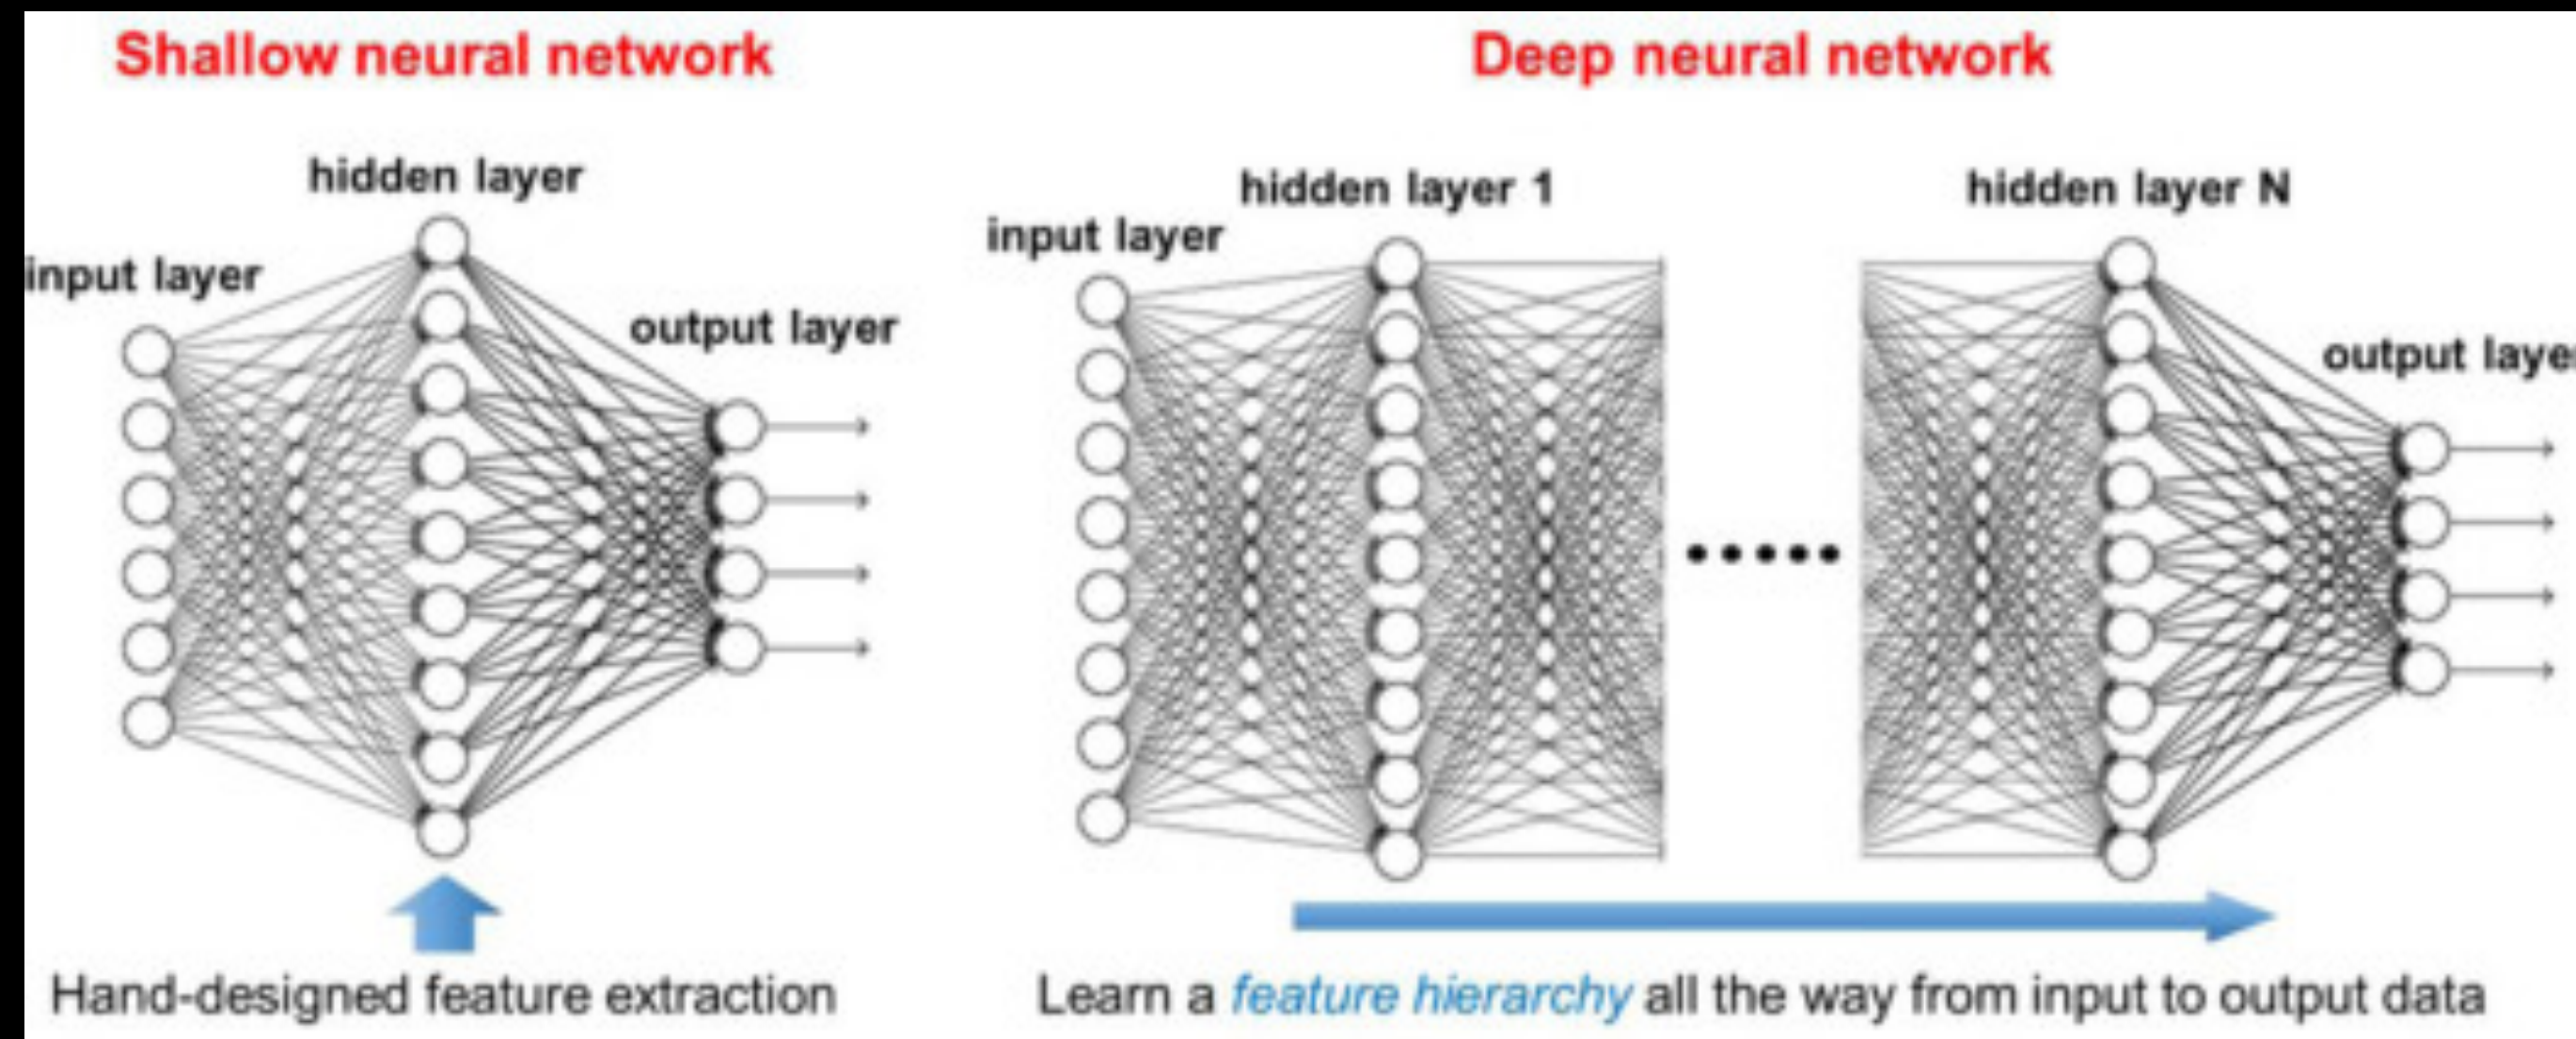 Shallow neural network
hidden layer
input layer
output layer
Hand-designed feature extraction
Deep neural network
hidden layer 1
hidden layer N
input layer
output laye
Learn a feature hierarchy all the way from input to output data